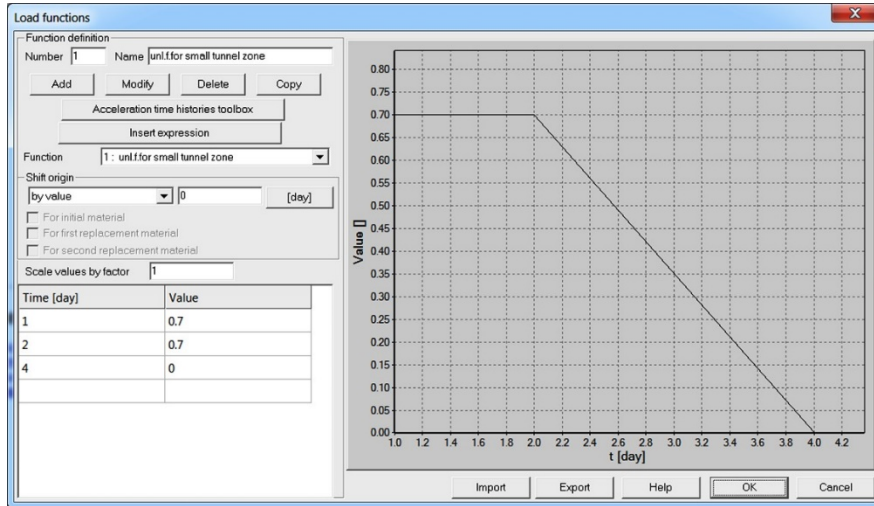 Load functions
Function definition
Number 1 Name unl.f.for small tunnel zone
Add Modify Delete Copy
Acceleration time histories toolbox
Insert expression
Function 1 : unl.f.for small tunnel zone
Shift origin
by value 0 [day]
For initial material
For first replacement material
For second replacement material
Scale values by factor 1
Time [day] Value
1 0.7
2 0.7
4 0
0.80
0.75
0.70
0.65
0.60
0.55
0.50
0.45
0.40
0.35
0.30
0.25
0.20
0.15
0.10
0.05
0.00
Value []
1.0 1.2 1.4 1.6 1.8 2.0 2.2 2.4 2.6 2.8 3.0 3.2 3.4 3.6 3.8 4.0 4.2
t [day]
Import Export Help OK Cancel